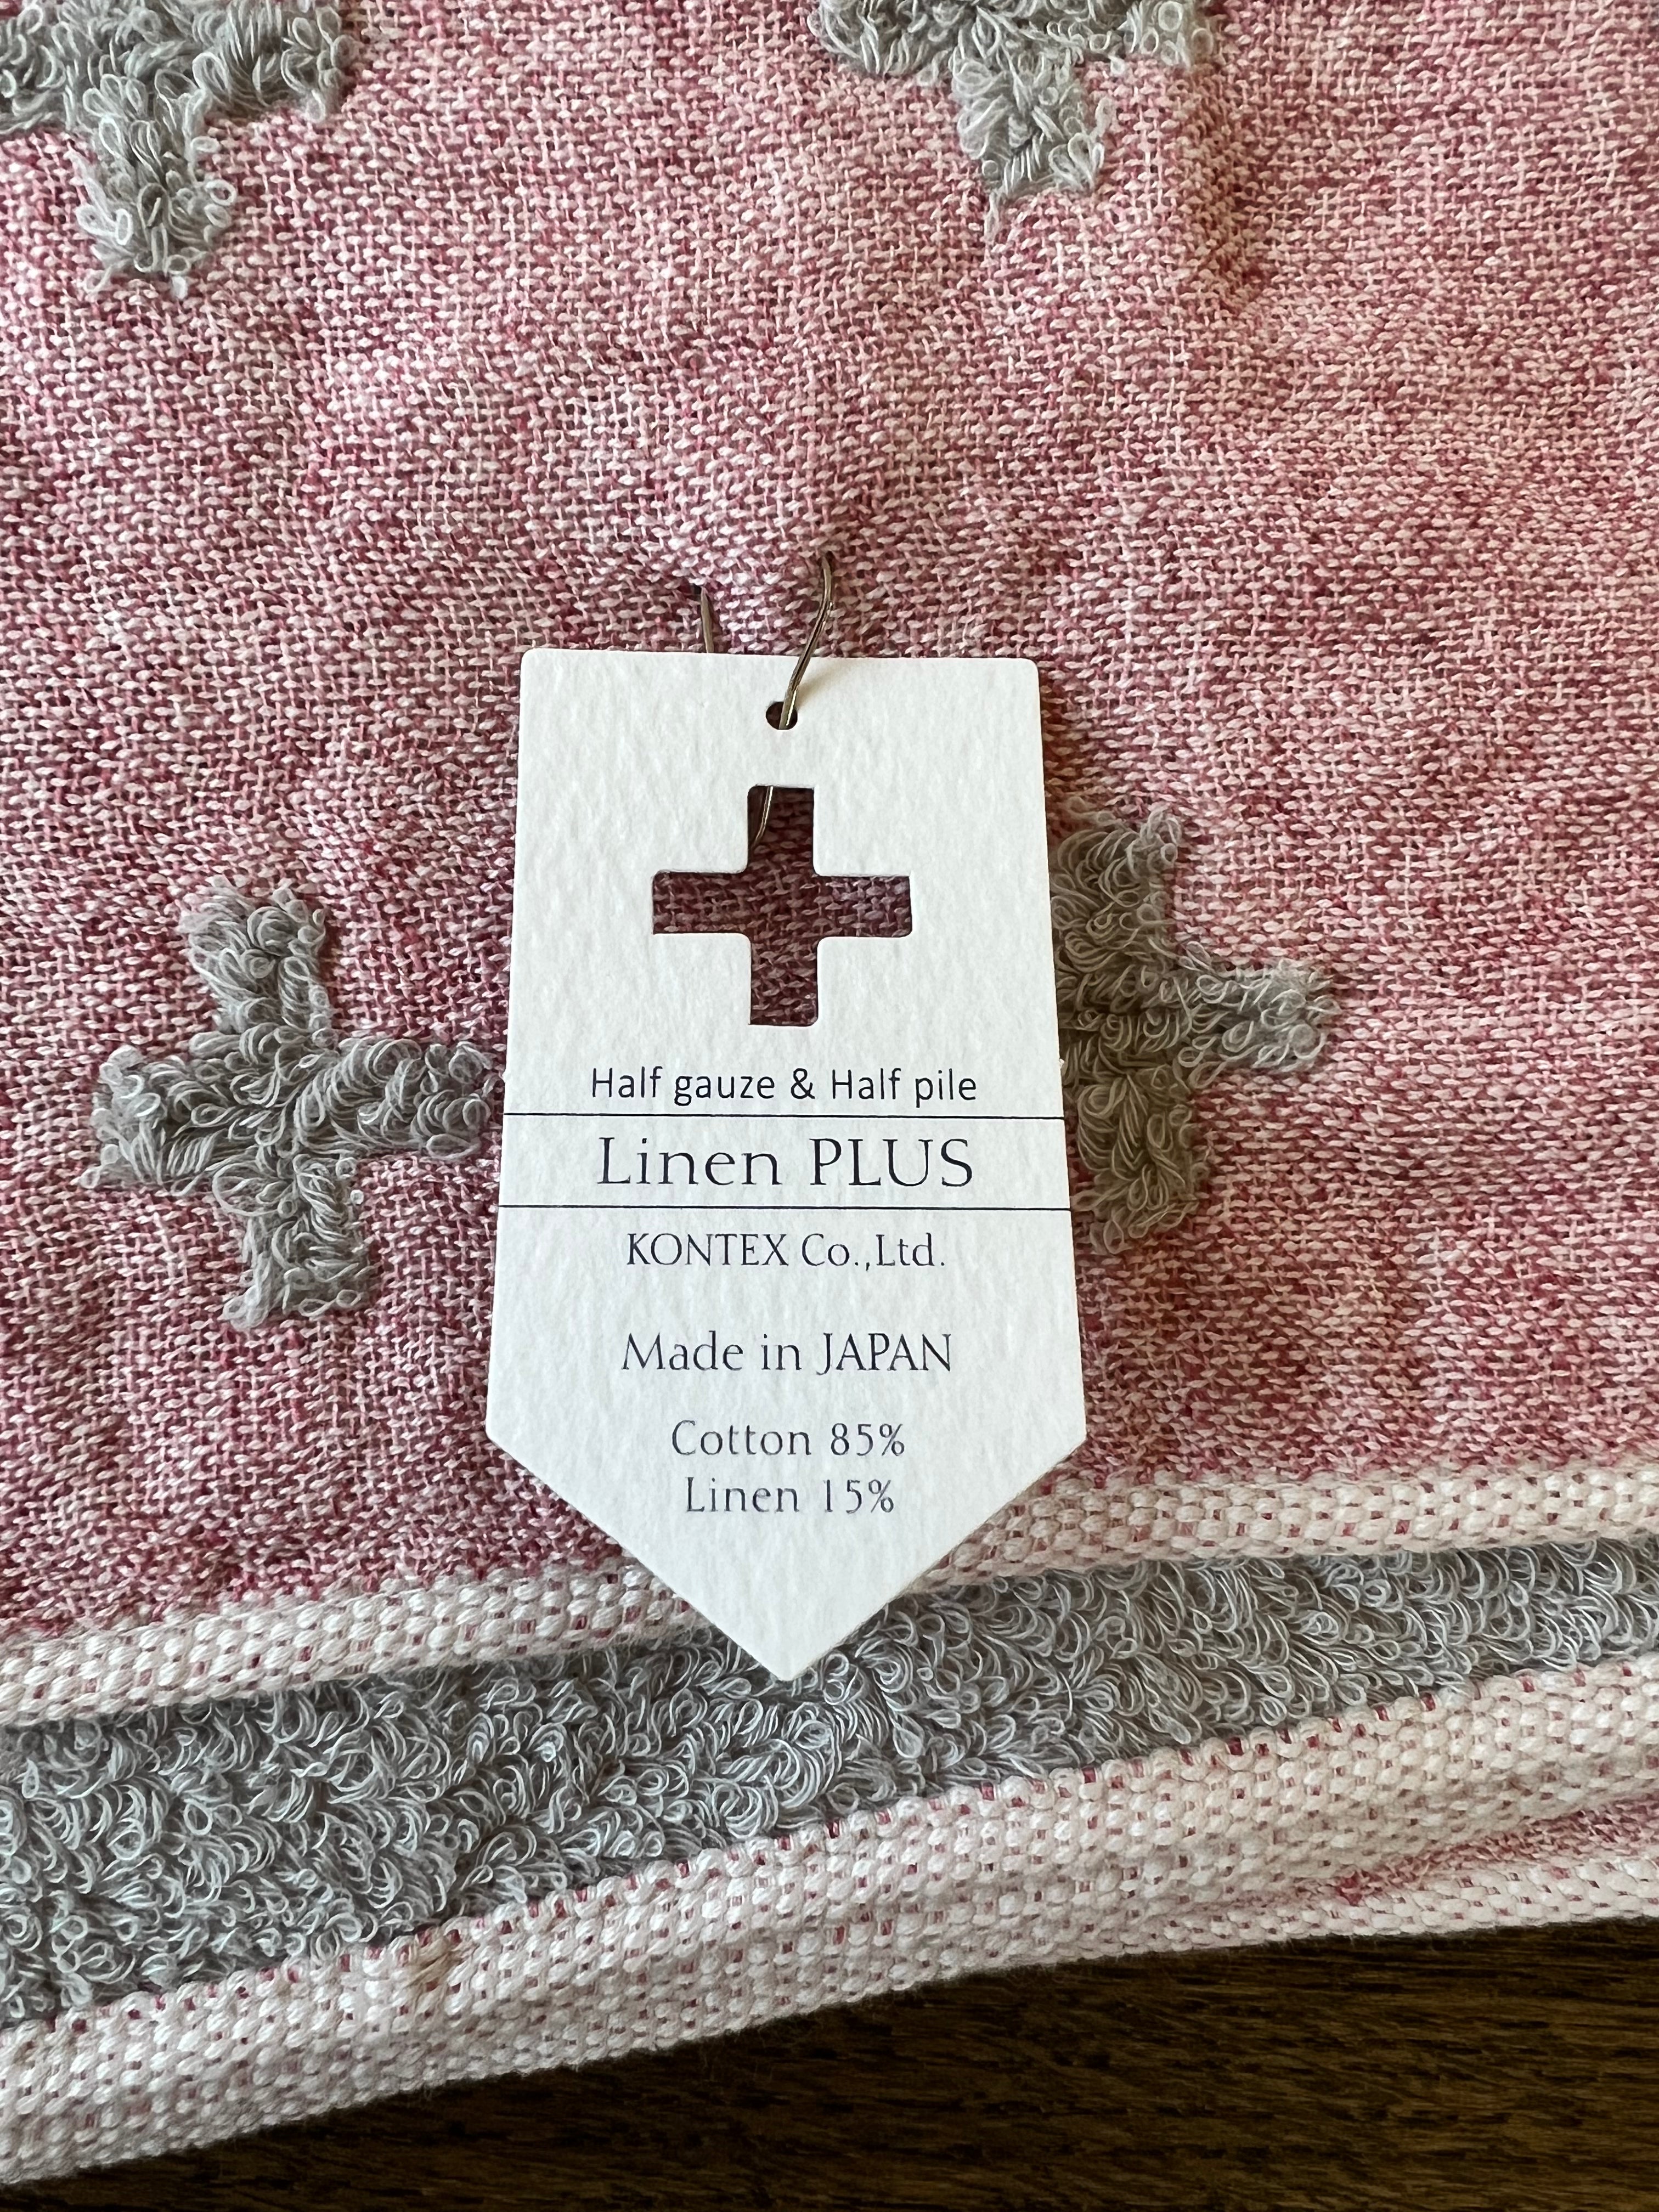 Half gauze & Half pile
Linen PLUS
KONTEX Co.,Ltd.
Made in JAPAN
Cotton 85%
Linen 15%